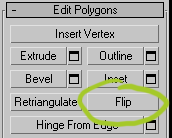 - Edit Polygons
Insert Vertex
Extrude Outline
Bevel Inset
Retriangulate Flip
Hinge From Edge